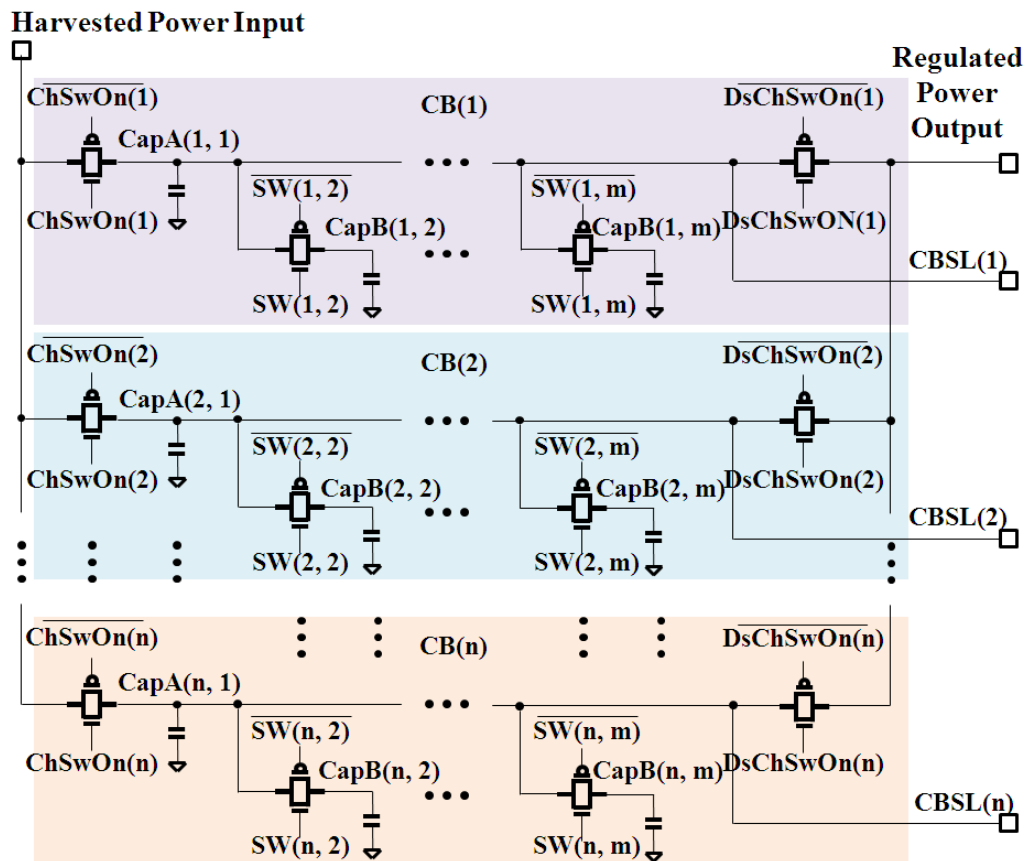 Harvested Power Input
Regulated
Power
Output
ChSwOn(1)
CB(1)
DsChSwOn(1)
CapA(1, 1)
SW(1, 2)
SW(1, m)
ChSwOn(1)
CapB(1, 2)
CapB(1, m)
DsChSwON(1)
CBSL(1)
SW(1, 2)
SW(1, m)
ChSwOn(2)
CB(2)
DsChSwOn(2)
CapA(2, 1)
SW(2, 2)
SW(2, m)
ChSwOn(2)
CapB(2, 2)
CapB(2, m)
DsChSwOn(2)
CBSL(2)
SW(2, 2)
SW(2, m)
ChSwOn(n)
CB(n)
DsChSwOn(n)
CapA(n, 1)
SW(n, 2)
SW(n, m)
ChSwOn(n)
CapB(n, 2)
CapB(n, m)
DsChSwOn(n)
CBSL(n)
SW(n, 2)
SW(n, m)